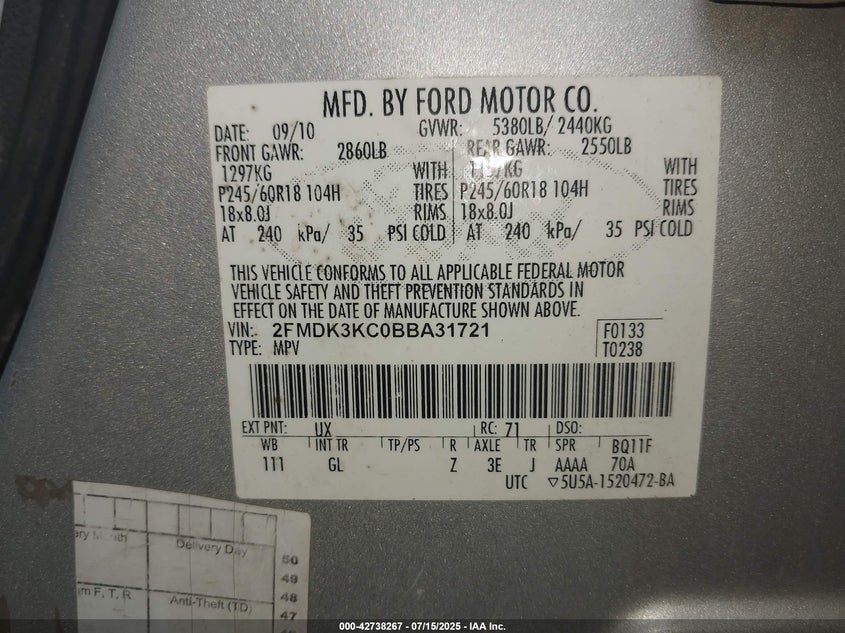 MFD. BY FORD MOTOR CO.
DATE: 09/10 GVWR: 5380LB/ 2440KG
FRONT GAWR: 2860LB REAR GAWR: 2550LB
1297KG WITH 1157KG WITH
P245/60R18 104H TIRES P245/60R18 104H TIRES
18x8.0J RIMS 18x8.0J RIMS
AT 240 kPa/ 35 PSI COLD AT 240 kPa/ 35 PSI COLD
THIS VEHICLE CONFORMS TO ALL APPLICABLE FEDERAL MOTOR
VEHICLE SAFETY AND THEFT PREVENTION STANDARDS IN
EFFECT ON THE DATE OF MANUFACTURE SHOWN ABOVE.
VIN: 2FMDK3KC0BBA31721 F0133
TYPE: MPV T0238
EXT PNT: UX RC: 71 DSO:
WB INT TR TP/PS R AXLE TR SPR BQ11F
111 GL Z 3E J AAAA 70A
UTC ▽5U5A-1520472-BA
Delivery Day
50
49
m F, T, R 48
Anti-Theft (TD) 47
000-42738267 - 07/15/2025 - IAA Inc.